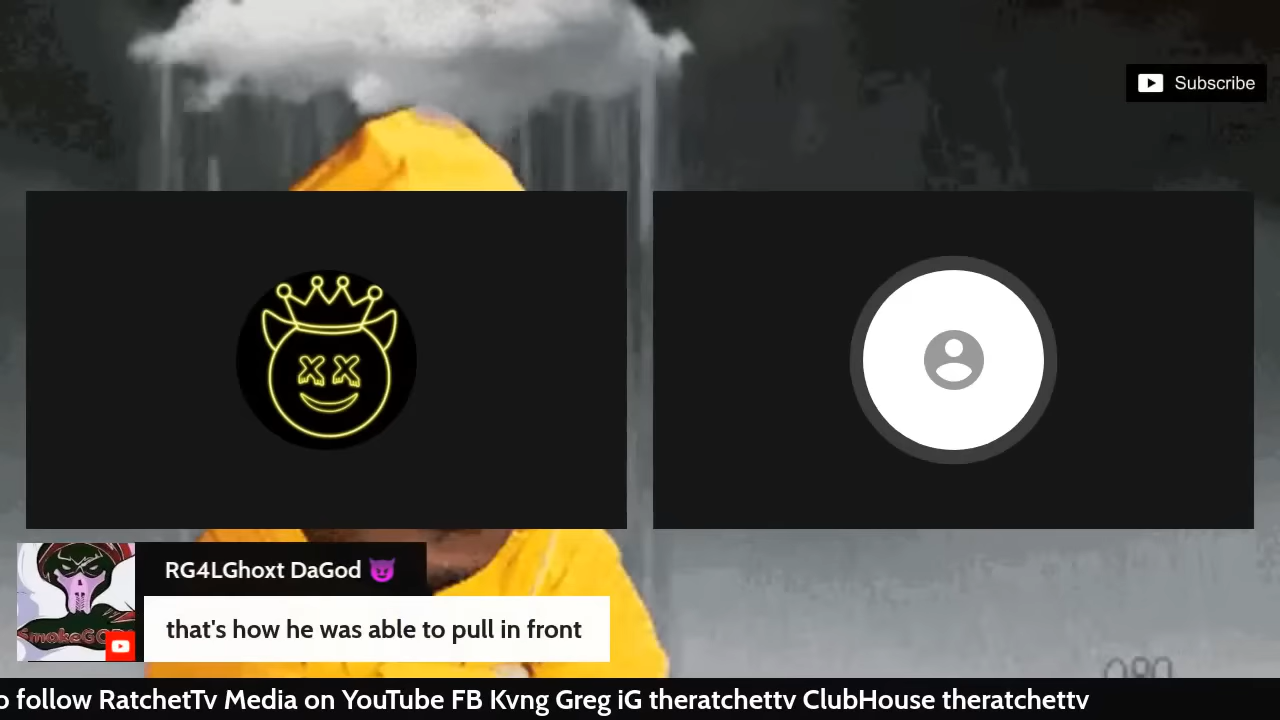 Subscribe
RG4LGhoxt DaGod 😈
SmokeGOD
that's how he was able to pull in front
o follow RatchetTv Media on YouTube FB Kvng Greg iG theratchettv ClubHouse theratchettv